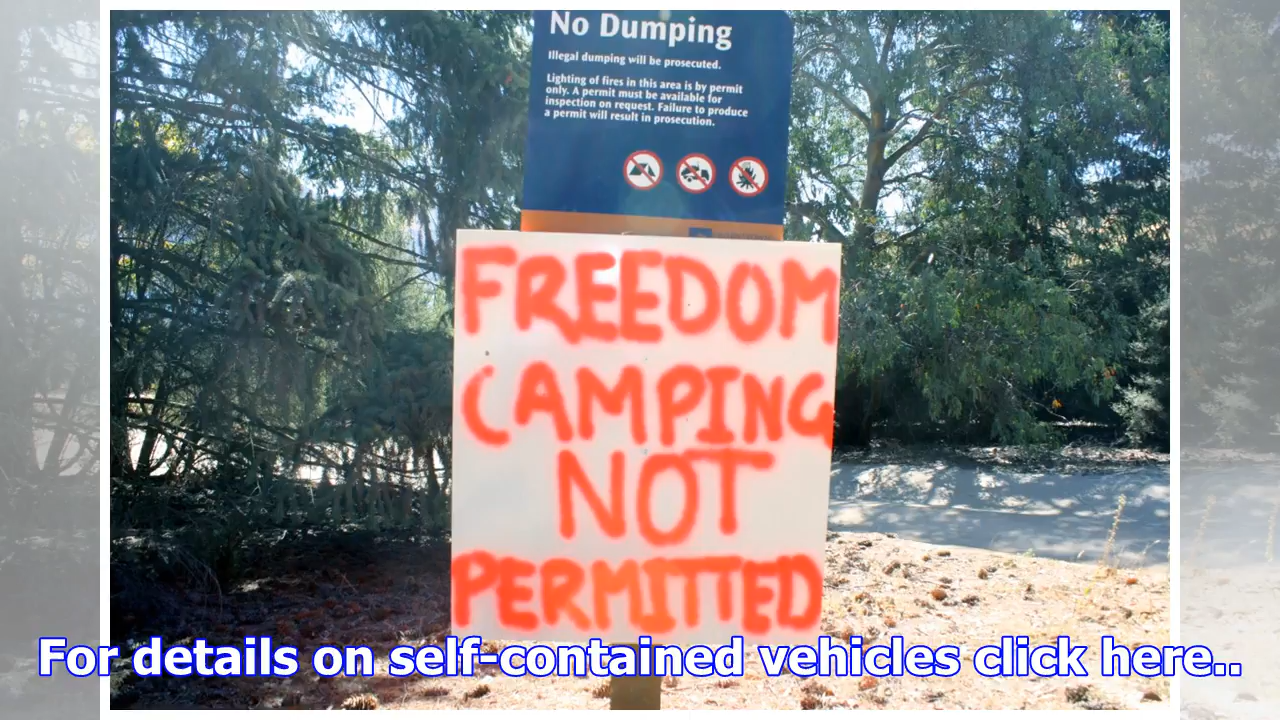 No Dumping
Illegal dumping will be prosecuted.
Lighting of fires in this area is by permit
only. A permit must be available for
inspection on request. Failure to produce
a permit will result in prosecution.
FREEDOM
CAMPING
NOT
PERMITTED
For details on self-contained vehicles click here..